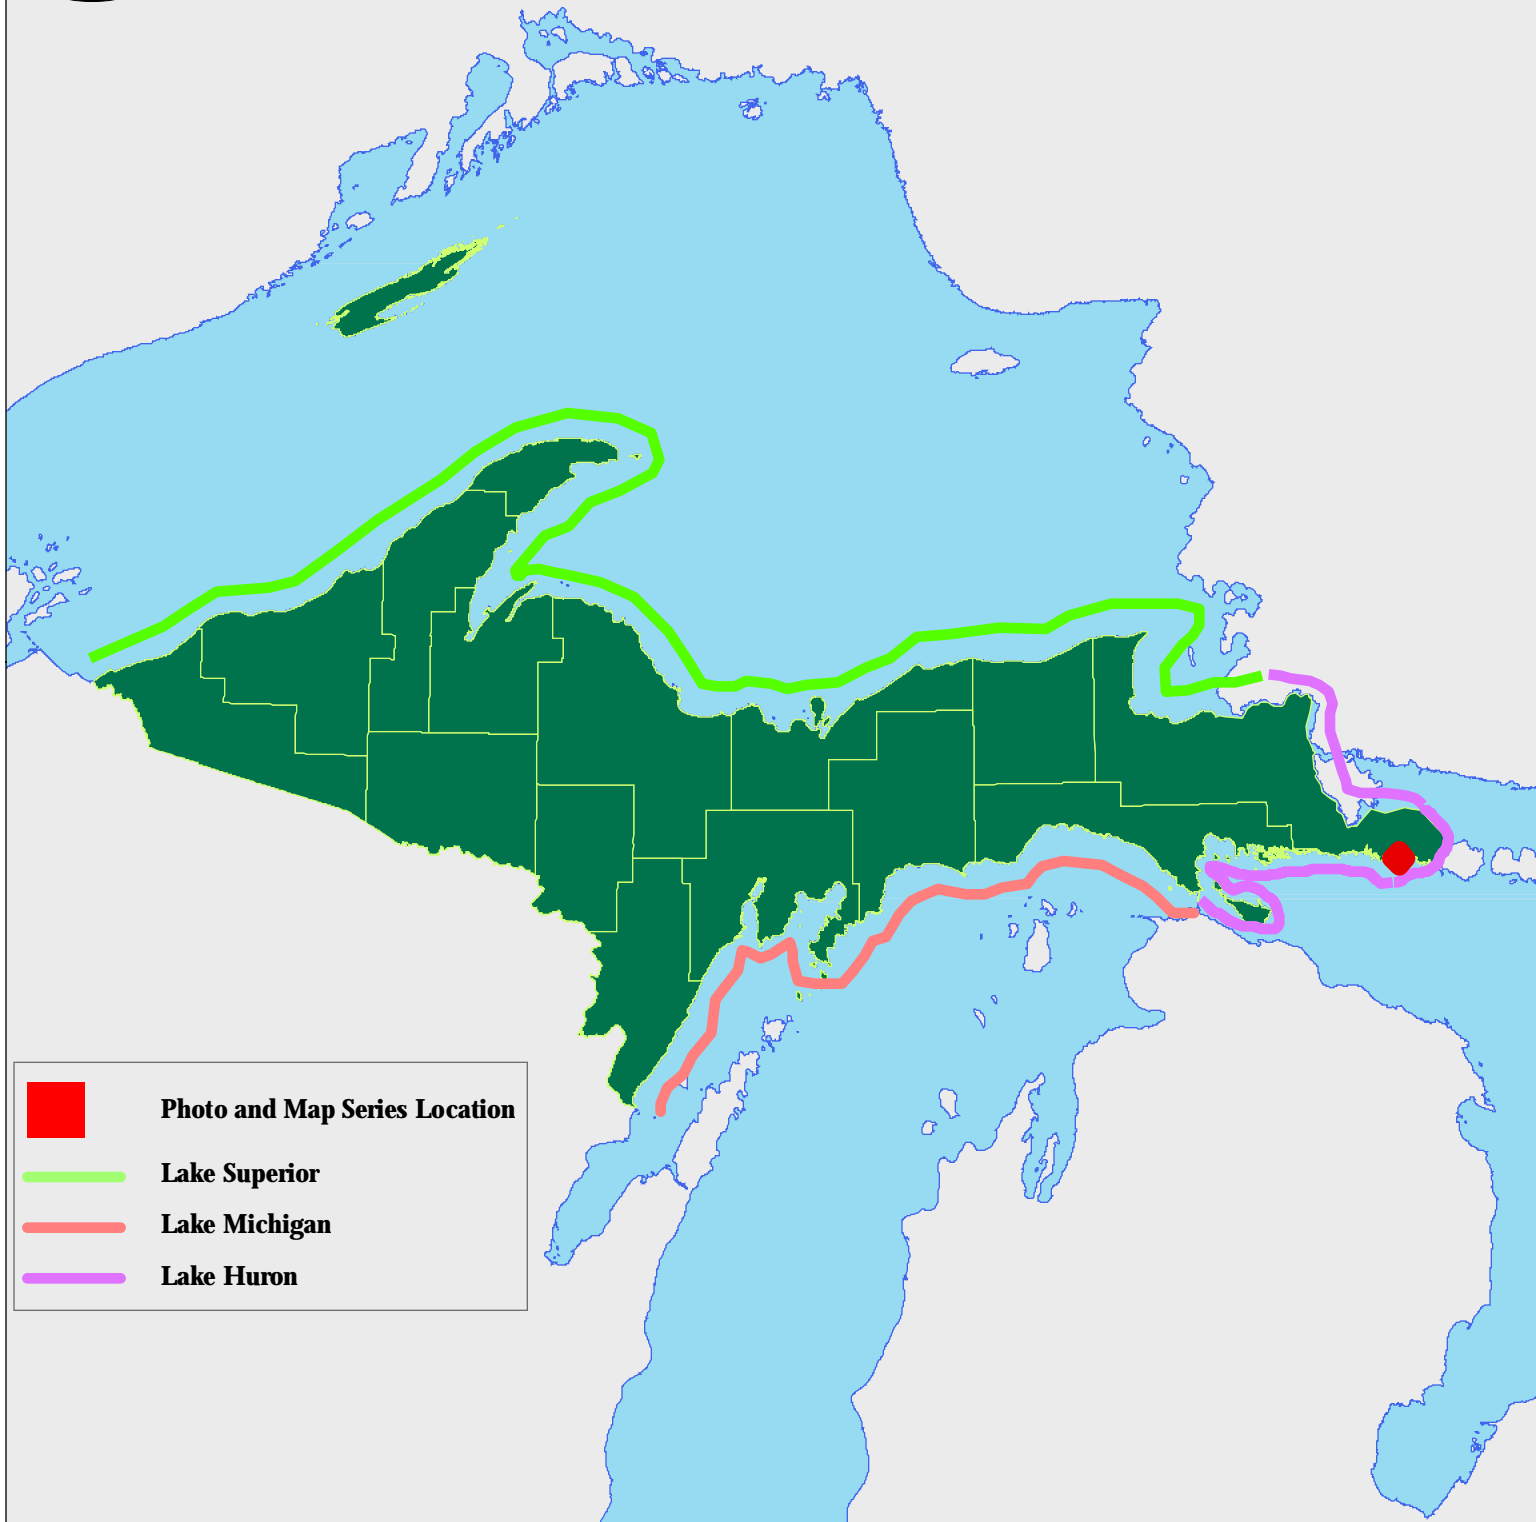 Photo and Map Series Location
Lake Superior
Lake Michigan
Lake Huron